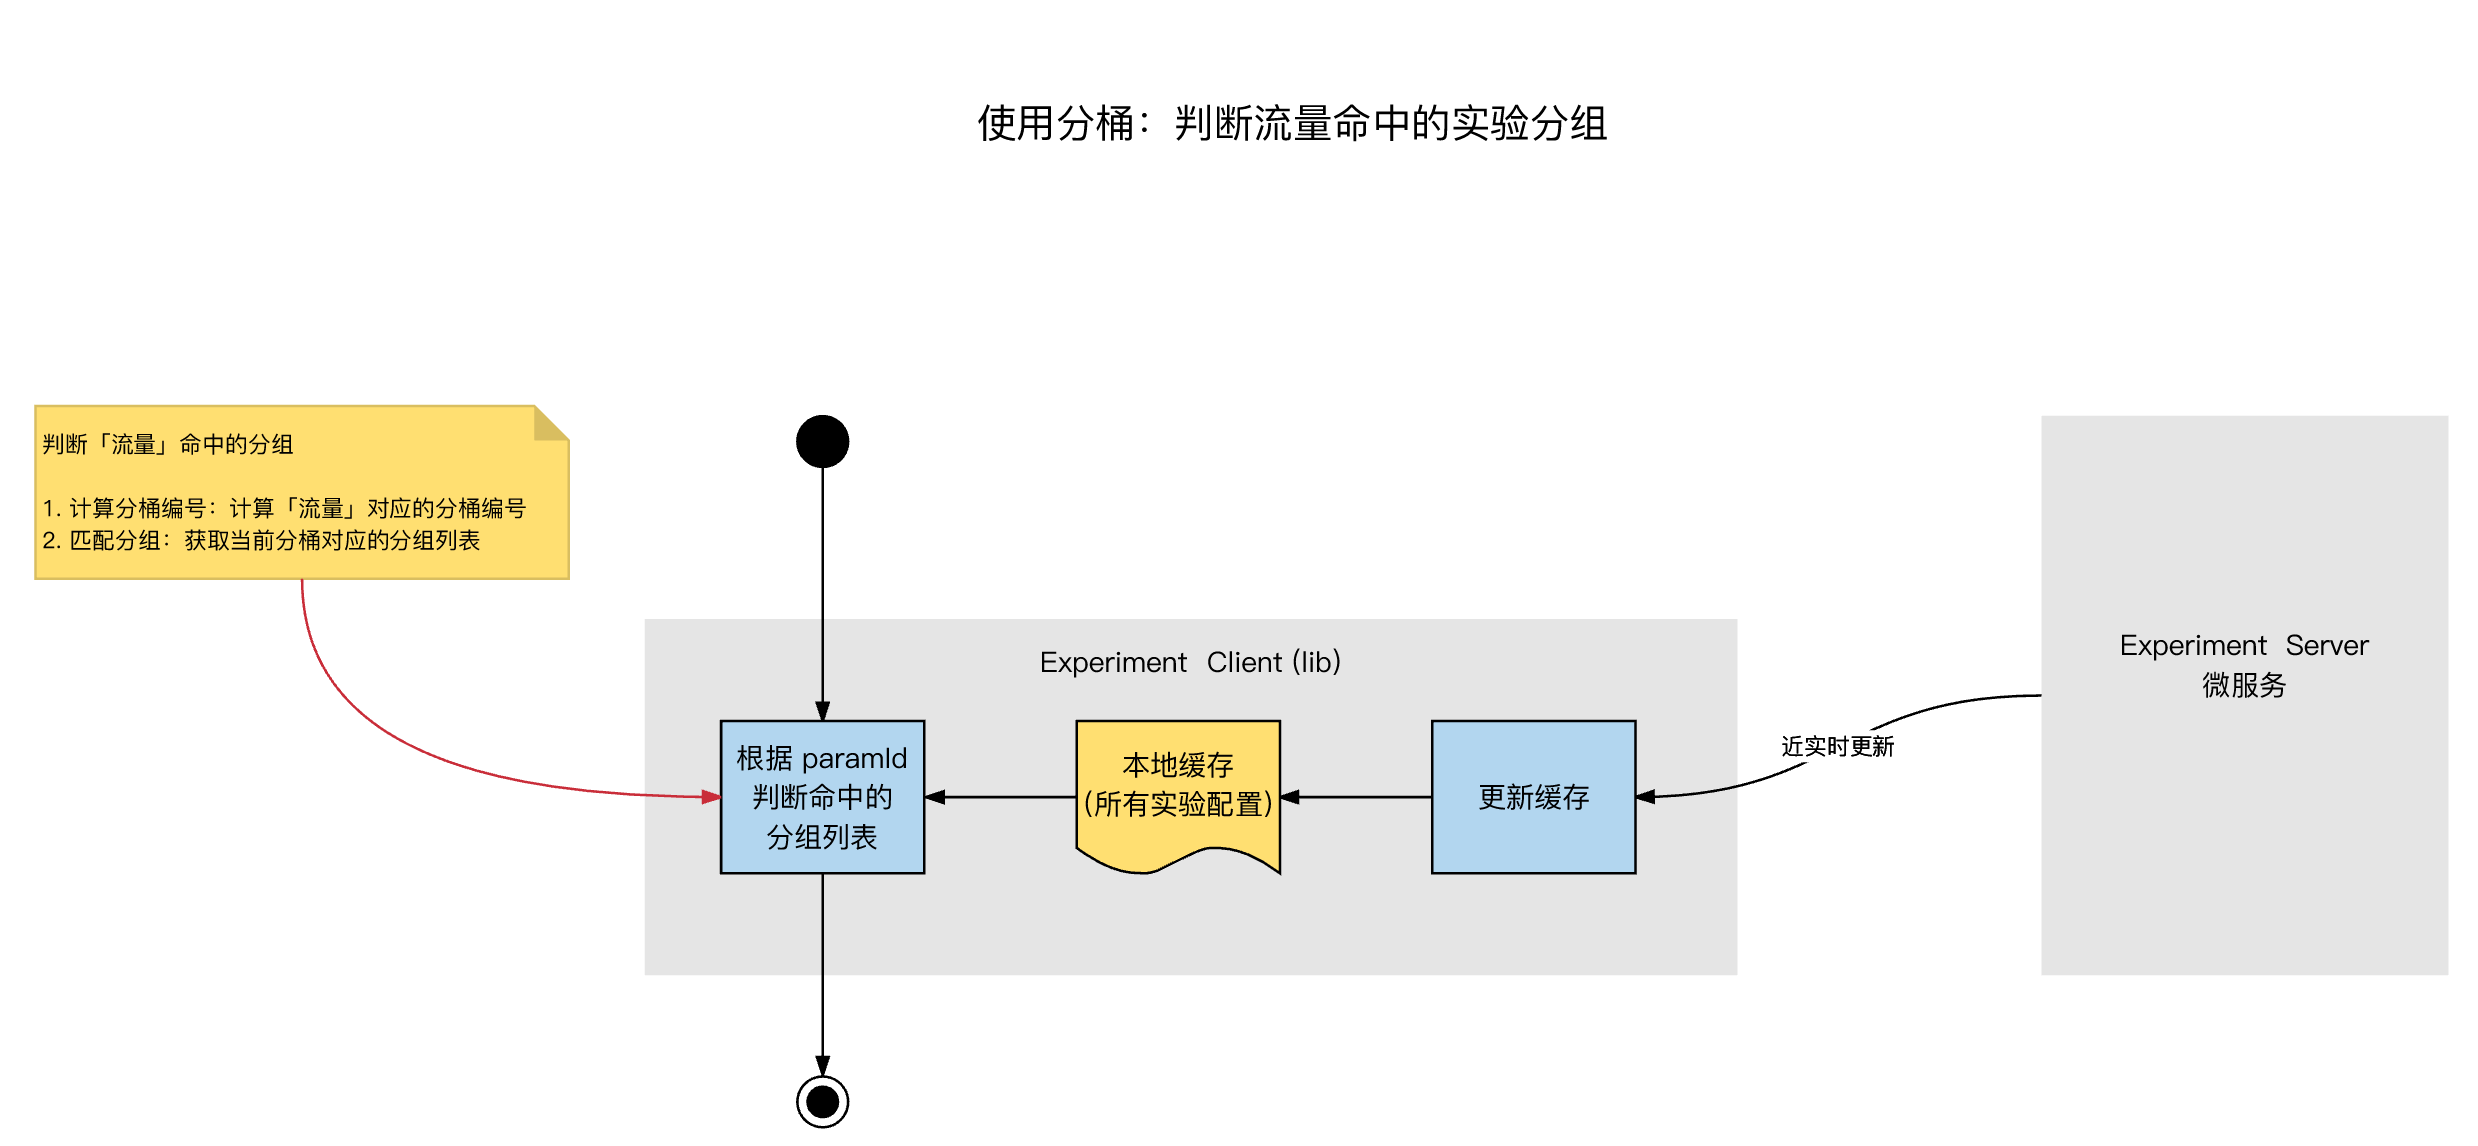 使用分桶：判断流量命中的实验分组
判断「流量」命中的分组
1. 计算分桶编号：计算「流量」对应的分桶编号
2. 匹配分组：获取当前分桶对应的分组列表
Experiment Client (lib)
根据 paramId
判断命中的
分组列表
本地缓存
(所有实验配置)
更新缓存
近实时更新
Experiment Server
微服务